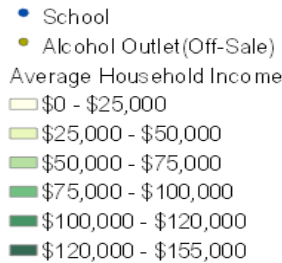 School
Alcohol Outlet(Off-Sale)
Average Household Income
$0 - $25,000
$25,000 - $50,000
$50,000 - $75,000
$75,000 - $100,000
$100,000 - $120,000
$120,000 - $155,000